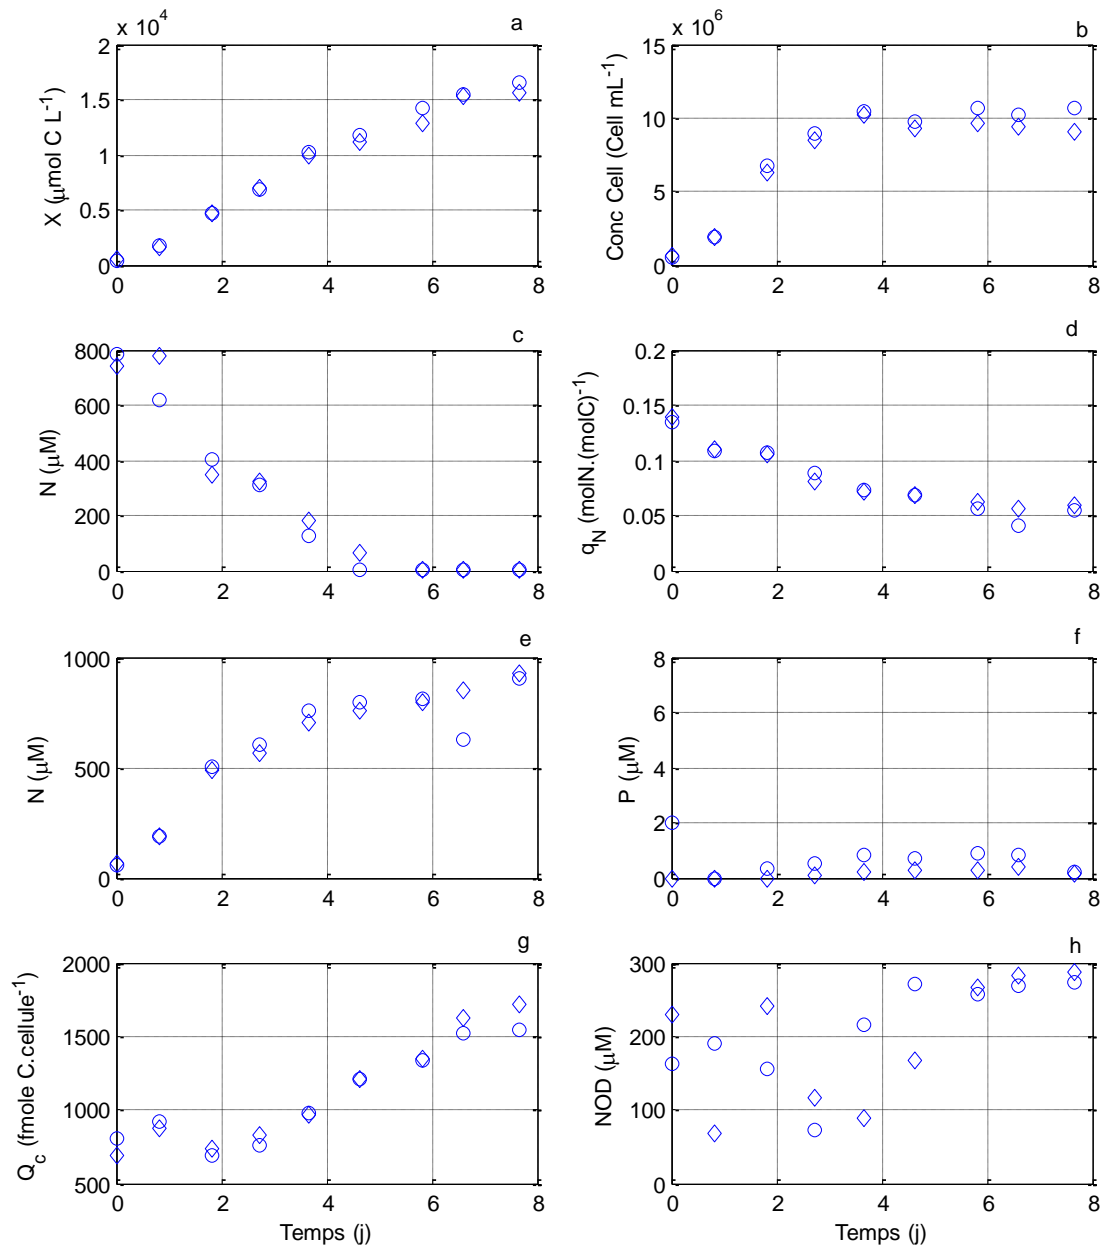 x 10^4
a
2
1.5
1
0.5
0
X (μmol C L^-1)
0 2 4 6 8
x 10^6
b
15
10
5
0
Conc Cell (Cell mL^-1)
0 2 4 6 8
c
800
600
400
200
0
N (μM)
0 2 4 6 8
d
0.2
0.15
0.1
0.05
0
q_N (molN.(molC)^-1)
0 2 4 6 8
e
1000
500
0
N (μM)
0 2 4 6 8
f
8
6
4
2
0
P (μM)
0 2 4 6 8
g
2000
1500
1000
500
Q_c (fmole C.cellule^-1)
0 2 4 6 8
Temps (j)
h
300
200
100
0
NOD (μM)
0 2 4 6 8
Temps (j)